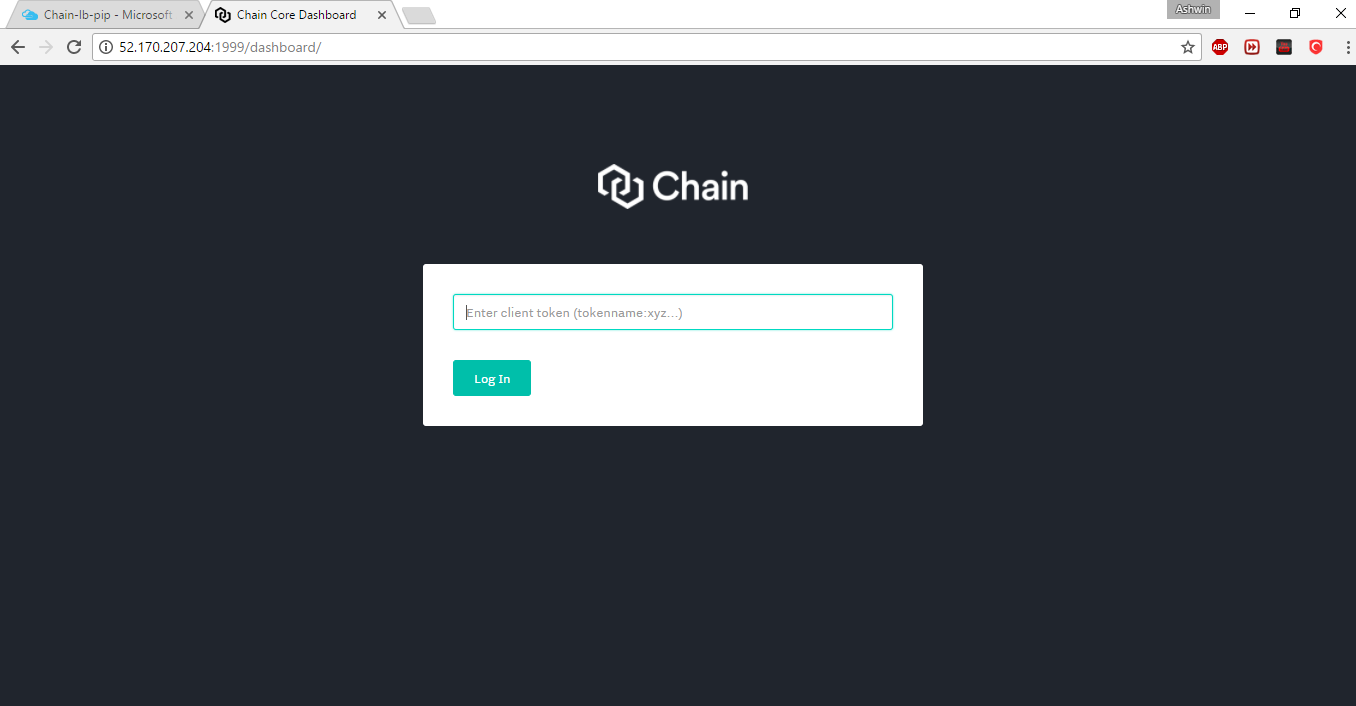 Chain-lb-pip - Microsoft
Chain Core Dashboard
Ashwin
52.170.207.204:1999/dashboard/
ABP
Chain
Enter client token (tokenname:xyz...)
Log In